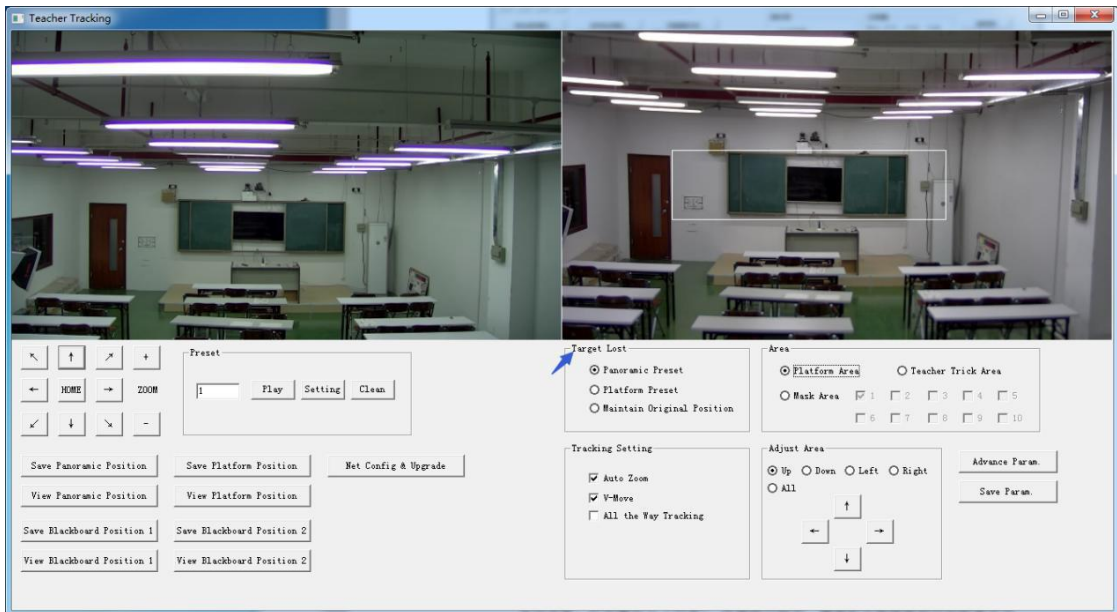 Teacher Tracking
↖ ↑ ↗ +
← HOME → ZOOM
↙ ↓ ↘ -
Preset
1 Play Setting Clean
Save Panoramic Position Save Platform Position Net Config & Upgrade
View Panoramic Position View Platform Position
Save Blackboard Position 1 Save Blackboard Position 2
View Blackboard Position 1 View Blackboard Position 2
Target Lost
Panoramic Preset
Platform Preset
Maintain Original Position
Area
Platform Area Teacher Trick Area
Mask Area 1 2 3 4 5
6 7 8 9 10
Tracking Setting
Auto Zoom
V-Move
All the Way Tracking
Adjust Area
Up Down Left Right
All
↑
← →
↓
Advance Param.
Save Param.